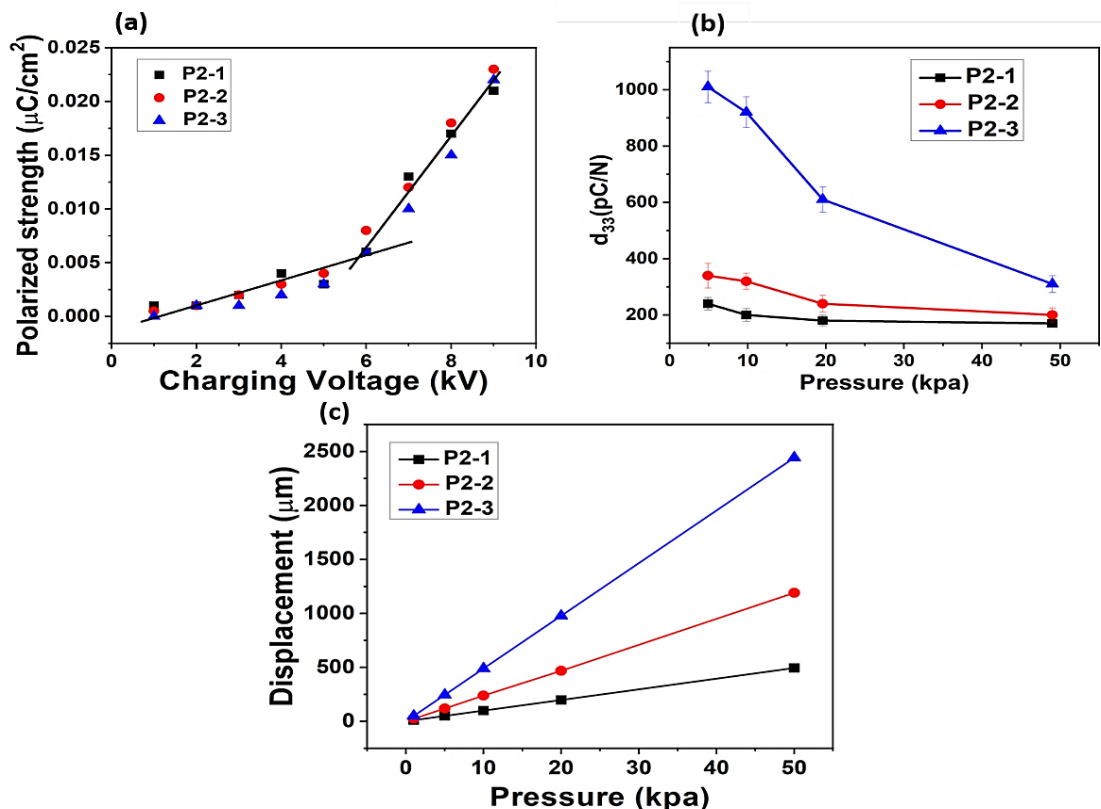 (a)
0.025
0.020
0.015
0.010
0.005
0.000
Polarized strength (μC/cm²)
P2-1
P2-2
P2-3
0 2 4 6 8 10
Charging Voltage (kV)
(b)
1000
800
600
400
200
d₃₃(pC/N)
P2-1
P2-2
P2-3
0 10 20 30 40 50
Pressure (kpa)
(c)
2500
2000
1500
1000
500
0
Displacement (μm)
P2-1
P2-2
P2-3
0 10 20 30 40 50
Pressure (kpa)